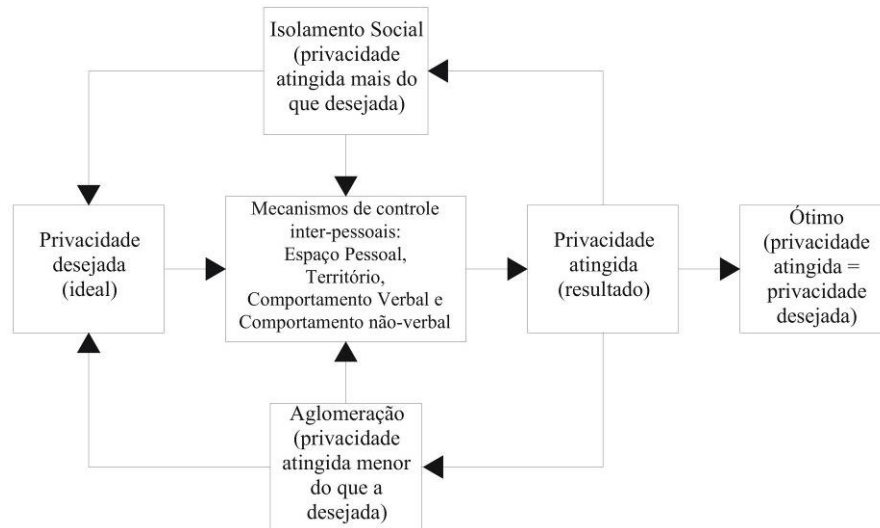 Isolamento Social
(privacidade
atingida mais do
que desejada)
Privacidade
desejada
(ideal)
Mecanismos de controle
inter-pessoais:
Espaço Pessoal,
Território,
Comportamento Verbal e
Comportamento não-verbal
Privacidade
atingida
(resultado)
Ótimo
(privacidade
atingida =
privacidade
desejada)
Aglomeração
(privacidade
atingida menor
do que a
desejada)